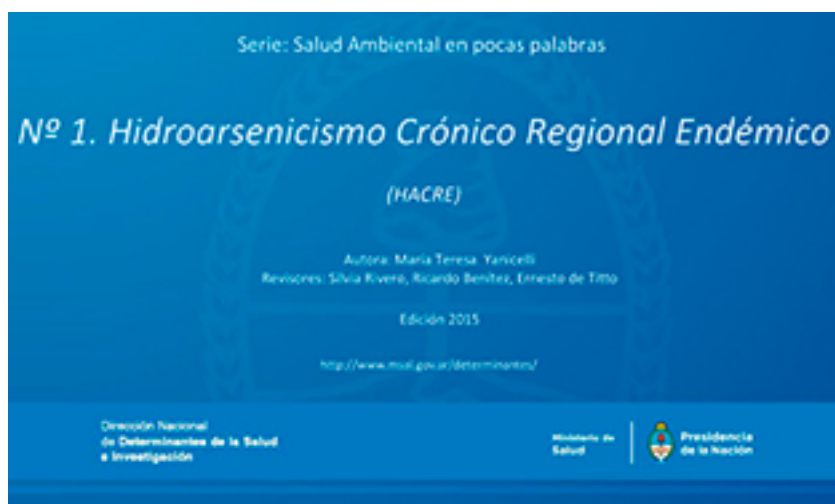 Serie: Salud Ambiental en pocas palabras
Nº 1. Hidroarsenicismo Crónico Regional Endémico
(HACRE)
Autora: María Teresa Yanicelli
Revisores: Silvia Rivero, Ricardo Benítez, Ernesto de Titto
Edición 2015
http://www.msal.gov.ar/determinantes/
Dirección Nacional
de Determinantes de la Salud
e Investigación
Ministerio de
Salud
Presidencia
de la Nación